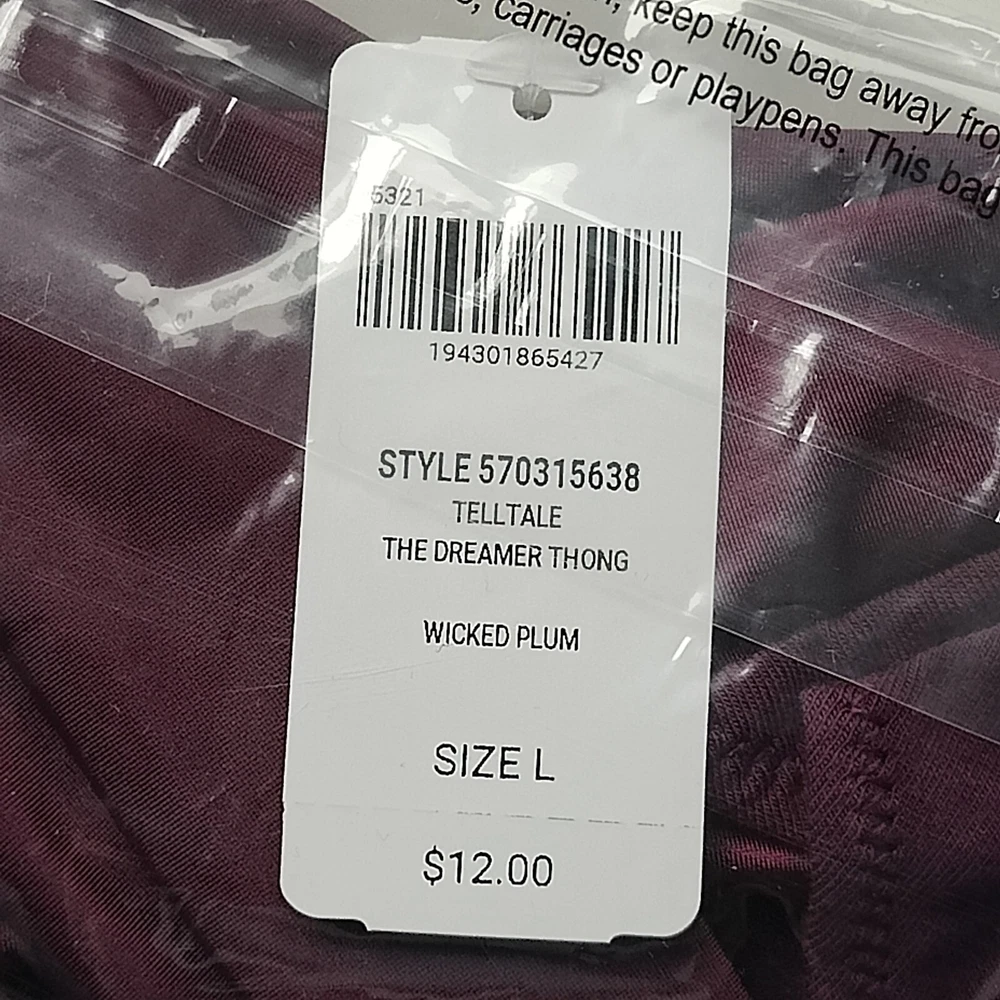 keep this bag away
carriages or playpens. This bag
5321
194301865427
STYLE 570315638
TELLTALE
THE DREAMER THONG
WICKED PLUM
SIZE L
$12.00